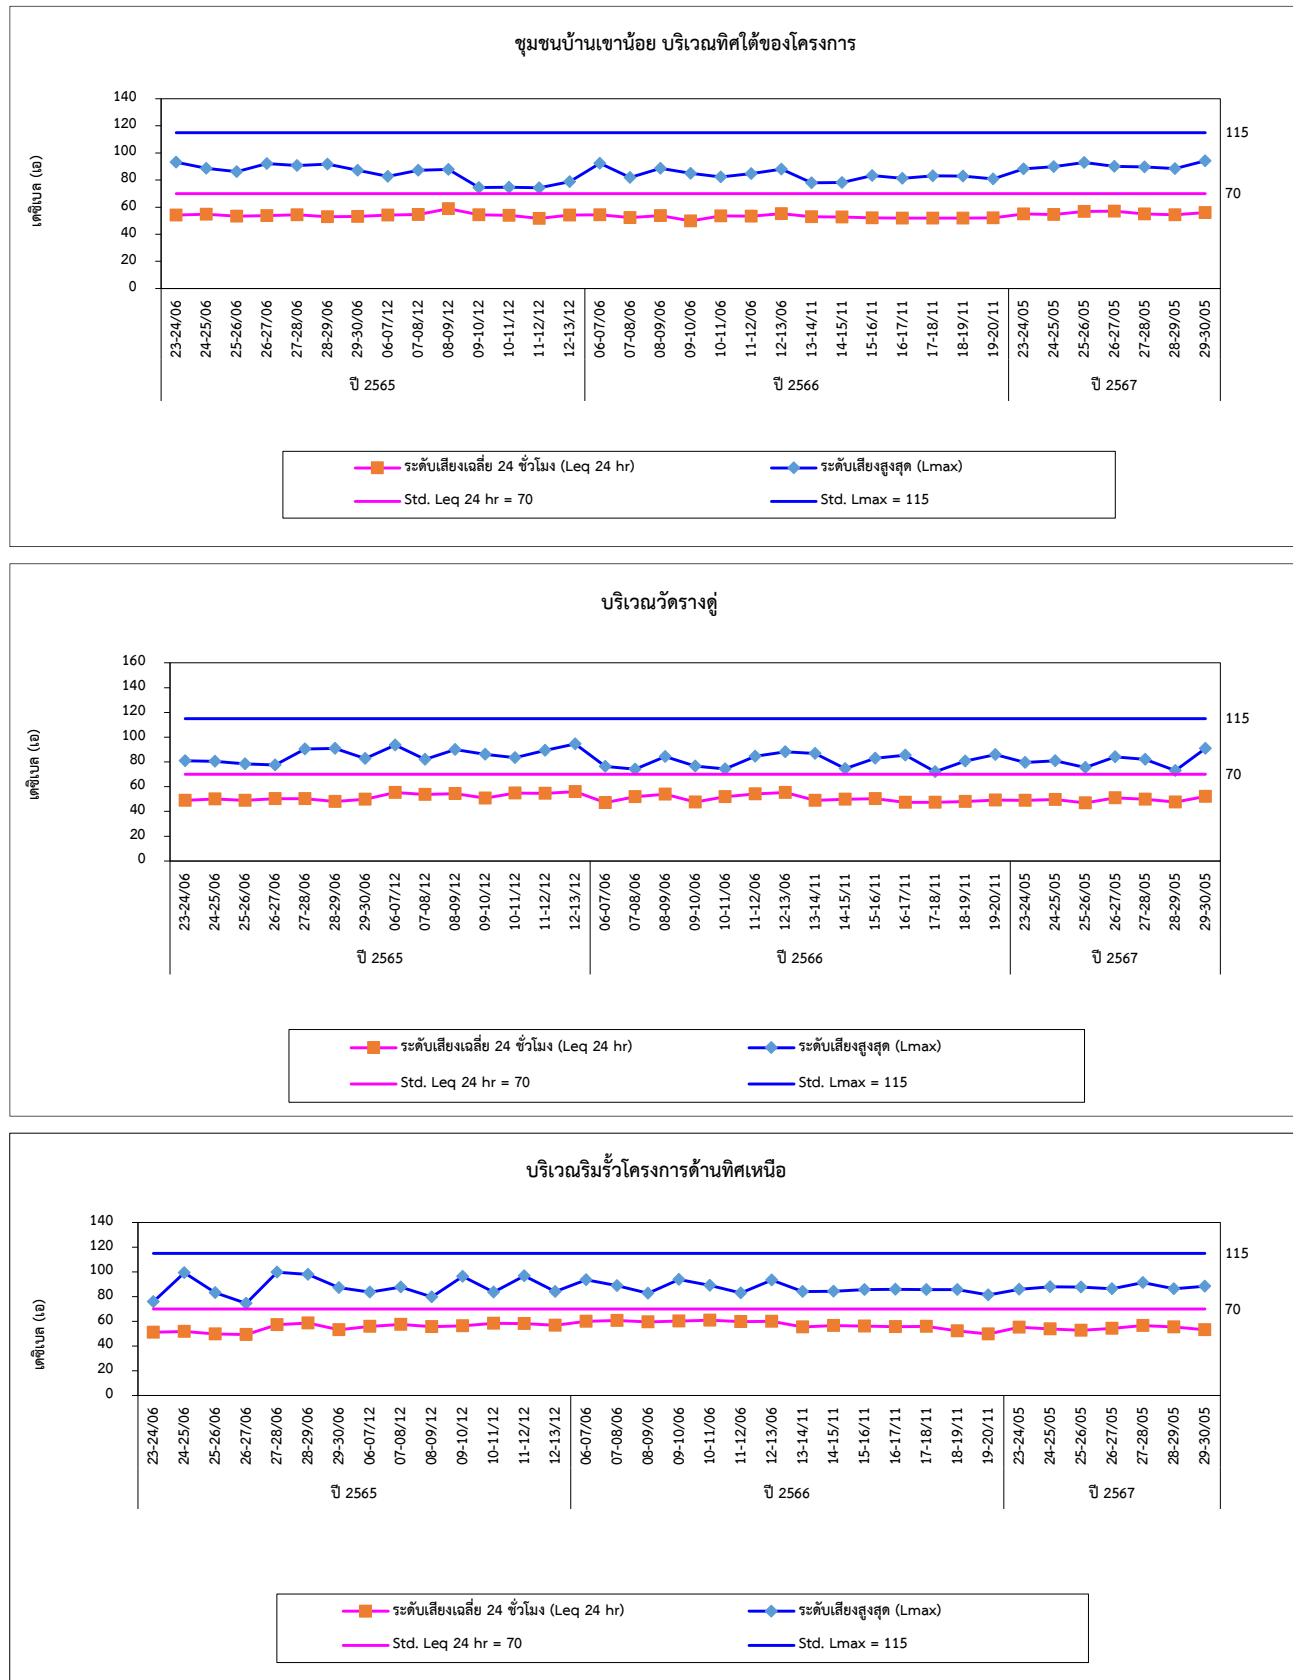 ชุมชนบ้านเขาน้อย บริเวณทิศใต้ของโครงการ
เดซิเบล (เอ)
140
120
100
80
60
40
20
0
115
70
23-24/06 24-25/06 25-26/06 26-27/06 27-28/06 28-29/06 29-30/06 06-07/12 07-08/12 08-09/12 09-10/12 10-11/12 11-12/12 12-13/12 06-07/06 07-08/06 08-09/06 09-10/06 10-11/06 11-12/06 12-13/06 13-14/11 14-15/11 15-16/11 16-17/11 17-18/11 18-19/11 19-20/11 23-24/05 24-25/05 25-26/05 26-27/05 27-28/05 28-29/05 29-30/05
ปี 2565 ปี 2566 ปี 2567
ระดับเสียงเฉลี่ย 24 ชั่วโมง (Leq 24 hr) ระดับเสียงสูงสุด (Lmax)
Std. Leq 24 hr = 70 Std. Lmax = 115
บริเวณวัดรางดู่
เดซิเบล (เอ)
160
140
120
100
80
60
40
20
0
115
70
23-24/06 24-25/06 25-26/06 26-27/06 27-28/06 28-29/06 29-30/06 06-07/12 07-08/12 08-09/12 09-10/12 10-11/12 11-12/12 12-13/12 06-07/06 07-08/06 08-09/06 09-10/06 10-11/06 11-12/06 12-13/06 13-14/11 14-15/11 15-16/11 16-17/11 17-18/11 18-19/11 19-20/11 23-24/05 24-25/05 25-26/05 26-27/05 27-28/05 28-29/05 29-30/05
ปี 2565 ปี 2566 ปี 2567
ระดับเสียงเฉลี่ย 24 ชั่วโมง (Leq 24 hr) ระดับเสียงสูงสุด (Lmax)
Std. Leq 24 hr = 70 Std. Lmax = 115
บริเวณริมรั้วโครงการด้านทิศเหนือ
เดซิเบล (เอ)
140
120
100
80
60
40
20
0
115
70
23-24/06 24-25/06 25-26/06 26-27/06 27-28/06 28-29/06 29-30/06 06-07/12 07-08/12 08-09/12 09-10/12 10-11/12 11-12/12 12-13/12 06-07/06 07-08/06 08-09/06 09-10/06 10-11/06 11-12/06 12-13/06 13-14/11 14-15/11 15-16/11 16-17/11 17-18/11 18-19/11 19-20/11 23-24/05 24-25/05 25-26/05 26-27/05 27-28/05 28-29/05 29-30/05
ปี 2565 ปี 2566 ปี 2567
ระดับเสียงเฉลี่ย 24 ชั่วโมง (Leq 24 hr) ระดับเสียงสูงสุด (Lmax)
Std. Leq 24 hr = 70 Std. Lmax = 115